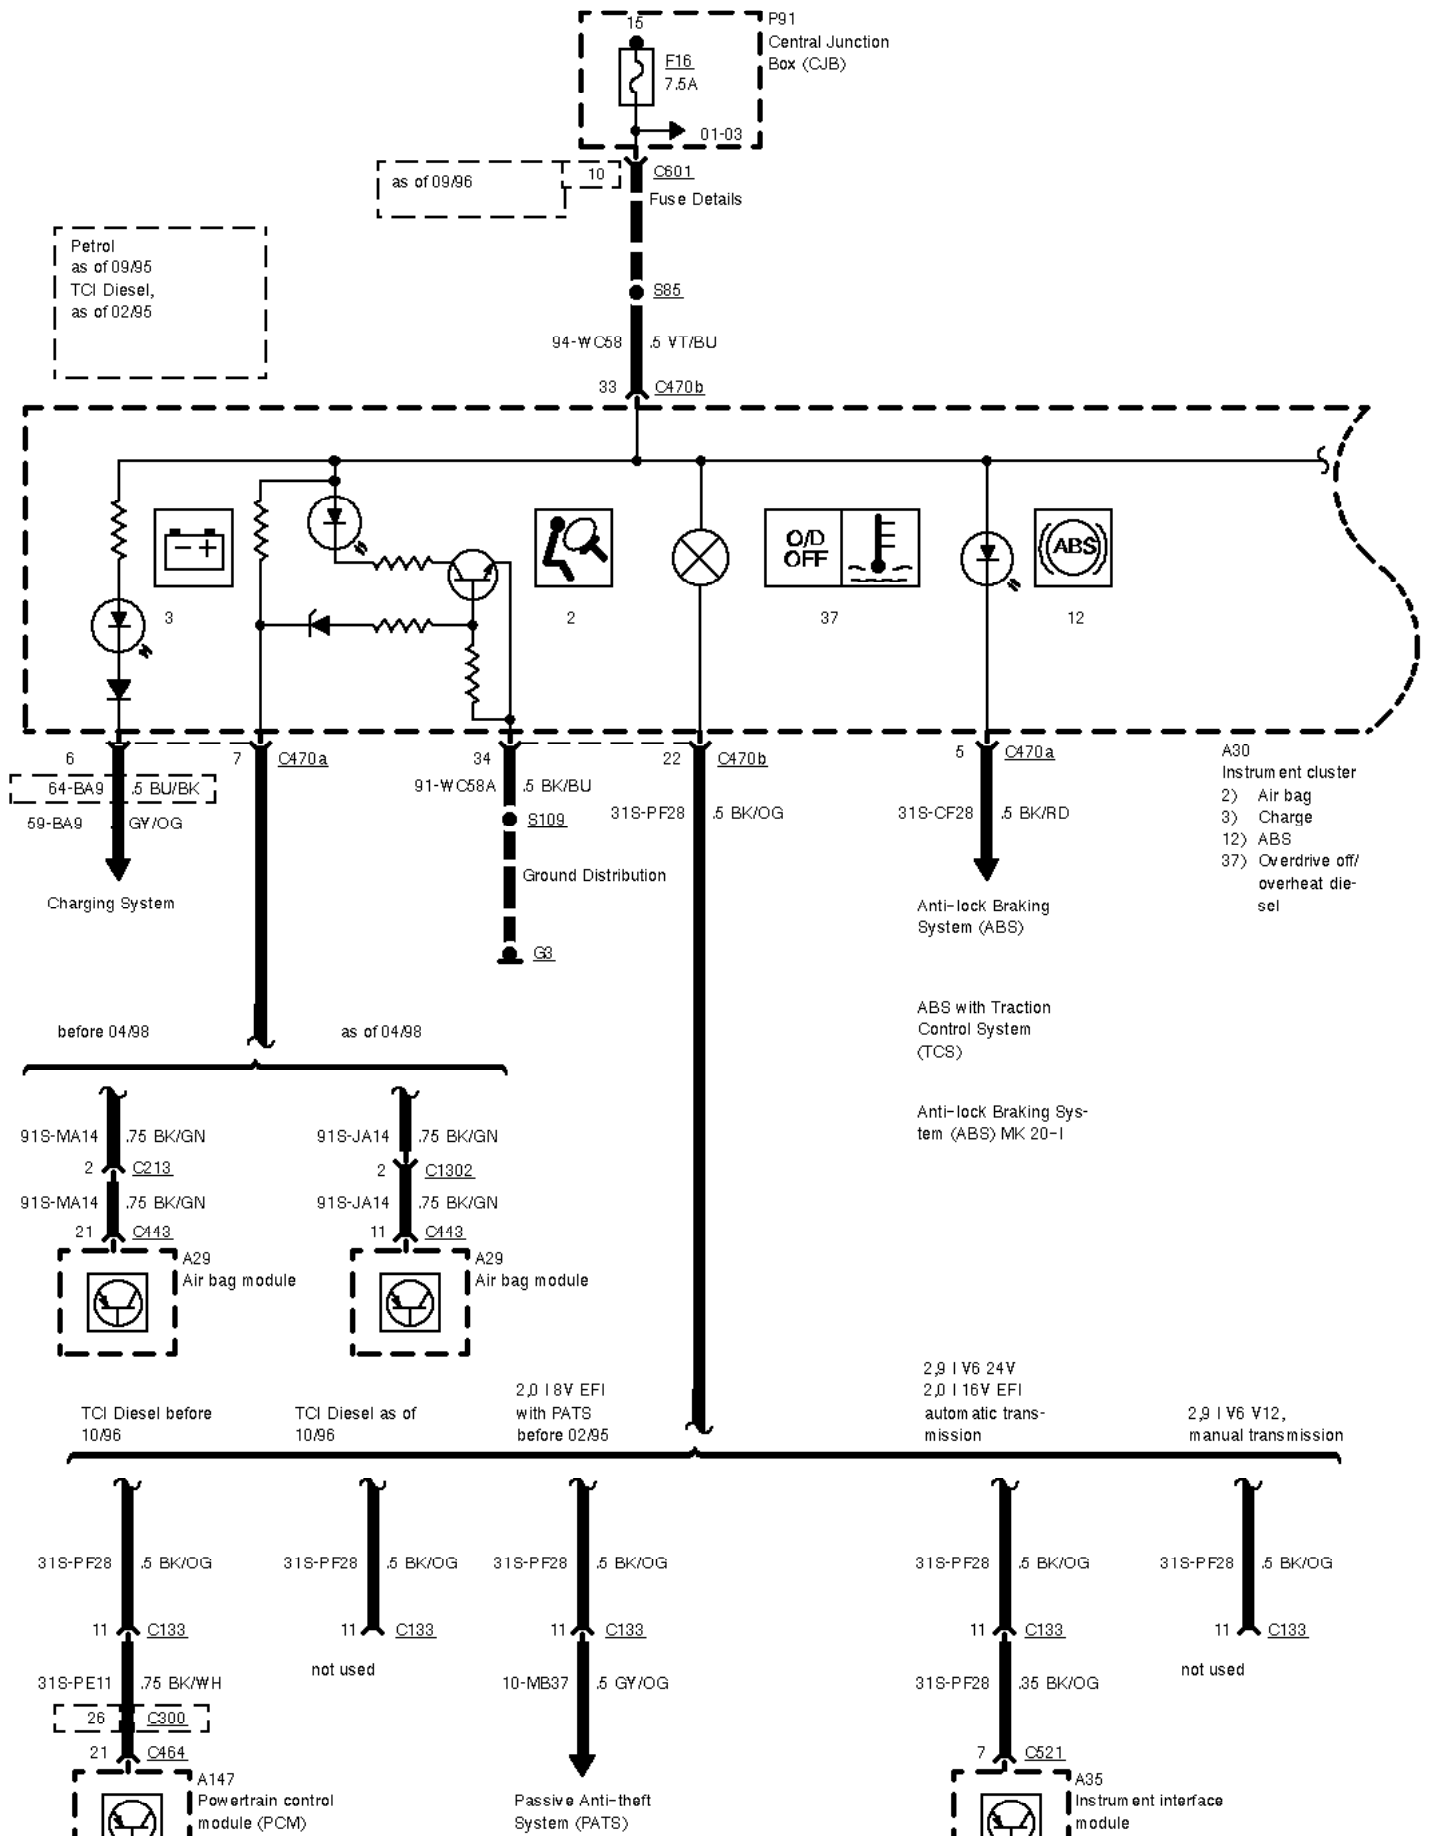 15
P91
Central Junction
Box (CJB)
F16
7.5A
01-03
as of 09/96
10
C601
Fuse Details
Petrol
as of 09/95
TCI Diesel,
as of 02/95
S85
94-WC58 .5 VT/BU
33 C470b
O/D
OFF
ABS
3
2
37
12
6
7 C470a
34
22 C470b
5 C470a
A30
Instrument cluster
2) Air bag
3) Charge
12) ABS
37) Overdrive off/
overheat die-
sel
64-BA9 .5 BU/BK
59-BA9 . GY/OG
Charging System
91-WC58A .5 BK/BU
S109
Ground Distribution
G3
31S-PF28 .5 BK/OG
31S-CF28 .5 BK/RD
Anti-lock Braking
System (ABS)
ABS with Traction
Control System
(TCS)
Anti-lock Braking Sys-
tem (ABS) MK 20-I
before 04/98
as of 04/98
91S-MA14 .75 BK/GN
2 C213
91S-MA14 .75 BK/GN
21 C443
A29
Air bag module
91S-JA14 .75 BK/GN
2 C1302
91S-JA14 .75 BK/GN
11 C443
A29
Air bag module
TCI Diesel before
10/96
TCI Diesel as of
10/96
2,0 l 8V EFI
with PATS
before 02/95
2,9 l V6 24V
2,0 l 16V EFI
automatic trans-
mission
2,9 l V6 V12,
manual transmission
31S-PF28 .5 BK/OG
11 C133
31S-PE11 .75 BK/WH
26 C300
21 C464
A147
Powertrain control
module (PCM)
31S-PF28 .5 BK/OG
11 C133
not used
31S-PF28 .5 BK/OG
11 C133
10-MB37 .5 GY/OG
Passive Anti-theft
System (PATS)
31S-PF28 .5 BK/OG
11 C133
31S-PF28 .35 BK/OG
7 C521
A35
Instrument interface
module
31S-PF28 .5 BK/OG
11 C133
not used